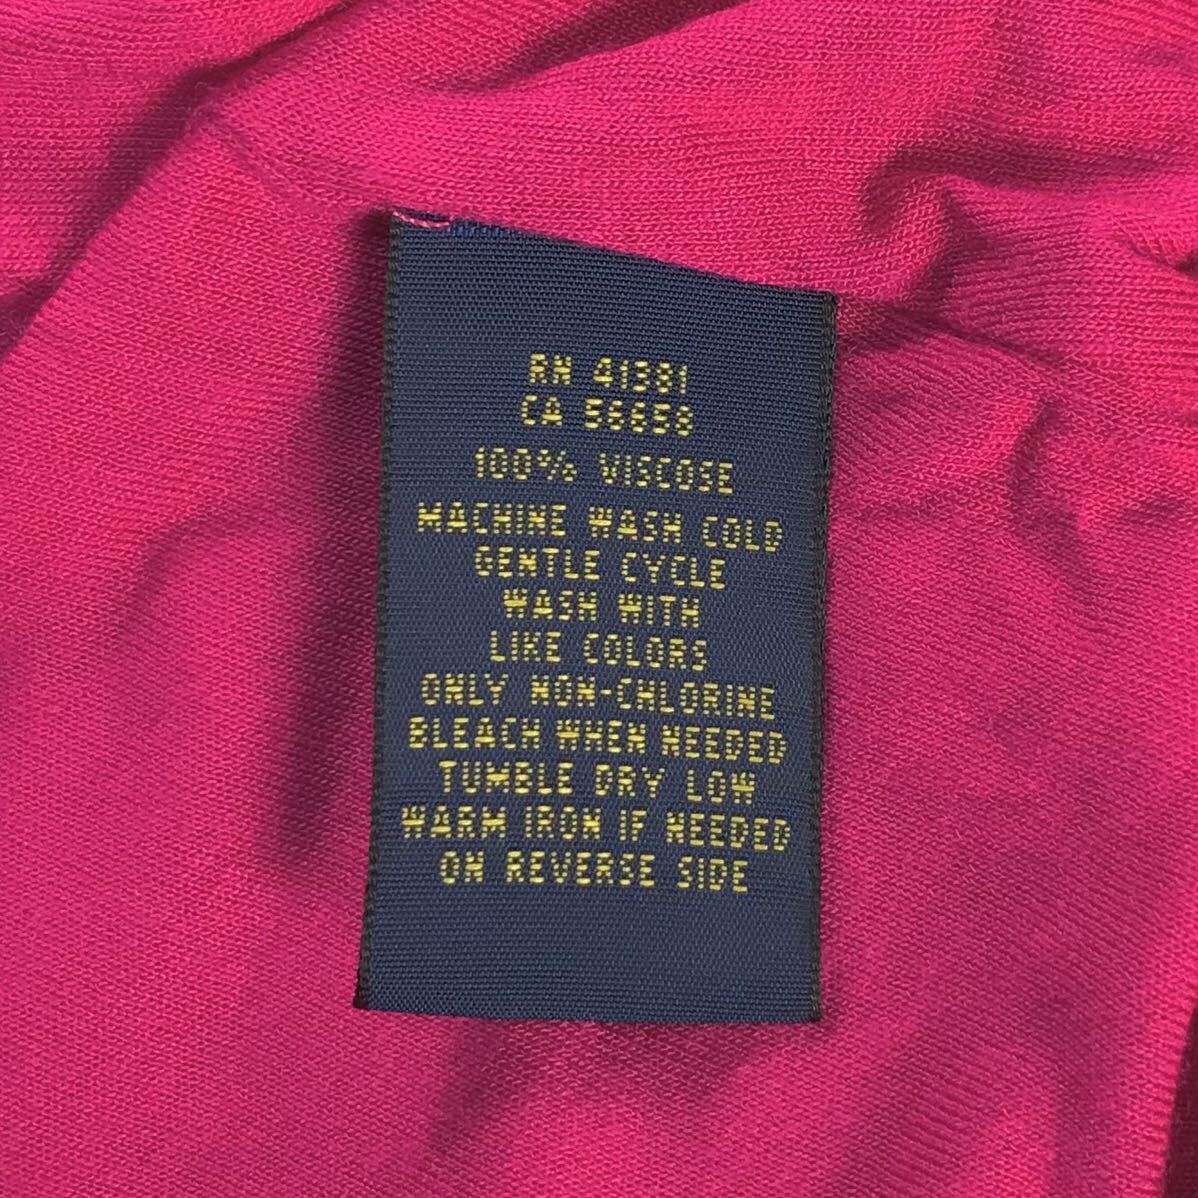 RN 41381
CA 56658
100% VISCOSE
MACHINE WASH COLD
GENTLE CYCLE
WASH WITH
LIKE COLORS
ONLY NON-CHLORINE
BLEACH WHEN NEEDED
TUMBLE DRY LOW
WARM IRON IF NEEDED
ON REVERSE SIDE